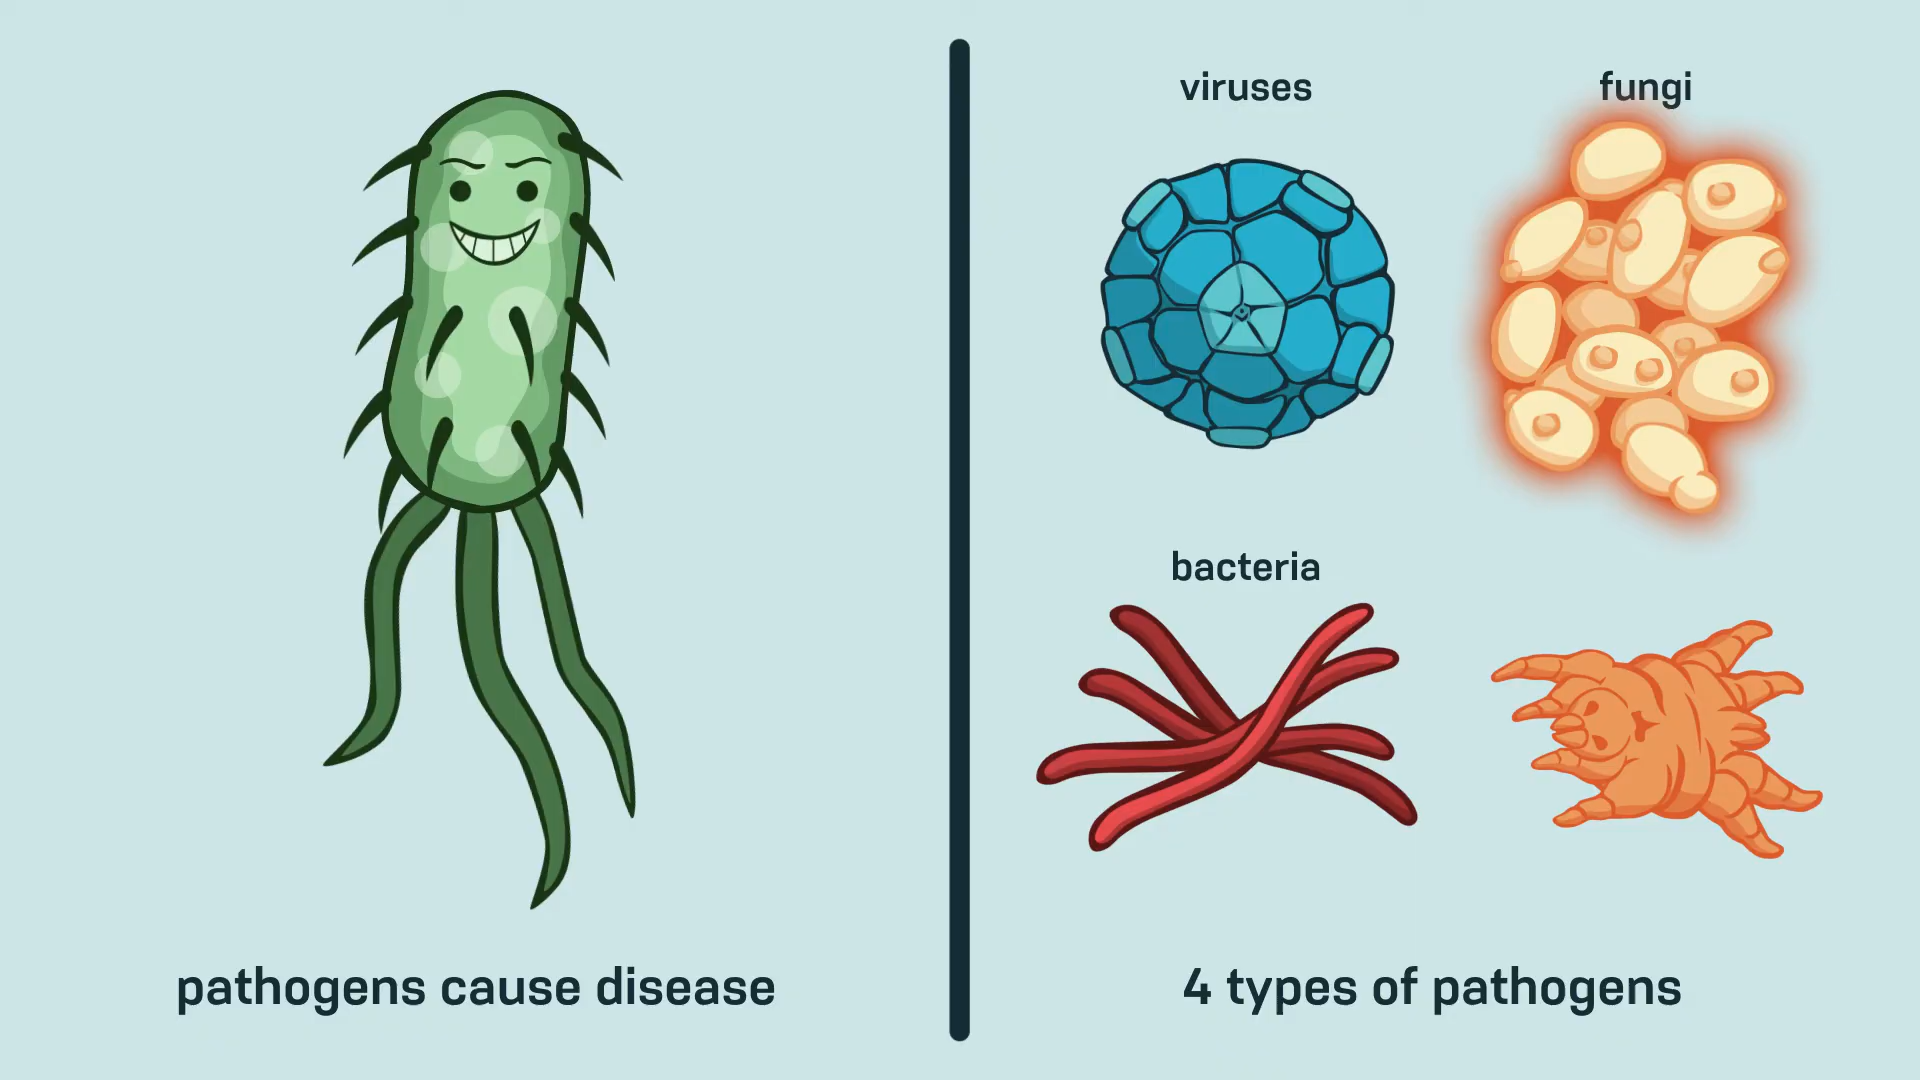 viruses
fungi
bacteria
pathogens cause disease
4 types of pathogens